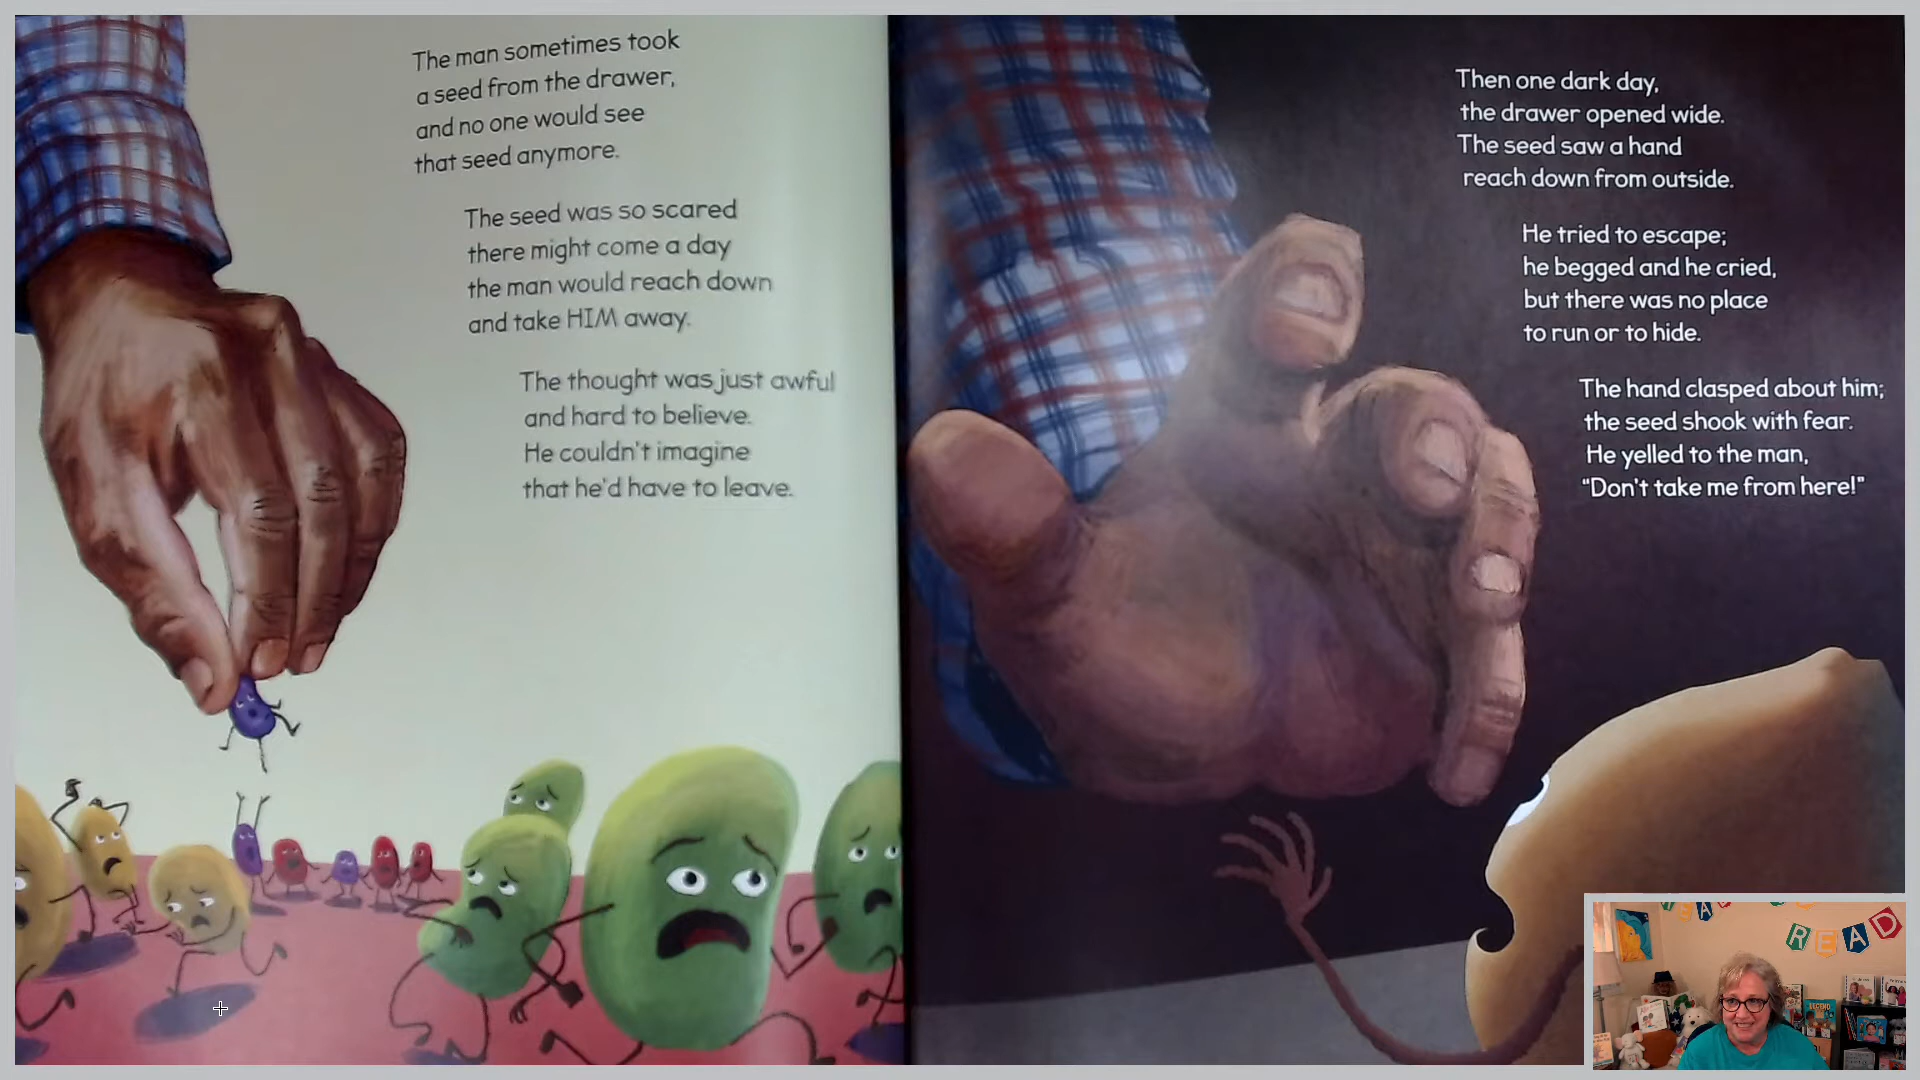 The man sometimes took
a seed from the drawer,
and no one would see
that seed anymore.
The seed was so scared
there might come a day
the man would reach down
and take HIM away.
The thought was just awful
and hard to believe.
He couldn't imagine
that he'd have to leave.
Then one dark day,
the drawer opened wide.
The seed saw a hand
reach down from outside.
He tried to escape;
he begged and he cried,
but there was no place
to run or to hide.
The hand clasped about him;
the seed shook with fear.
He yelled to the man,
“Don't take me from here!”
READ